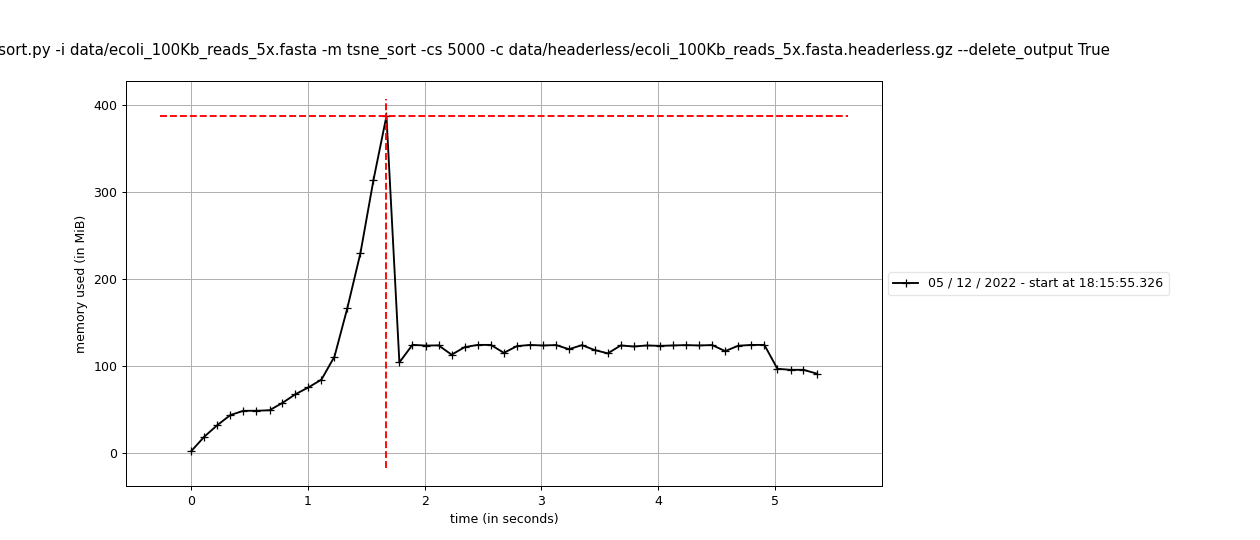 sort.py -i data/ecoli_100Kb_reads_5x.fasta -m tsne_sort -cs 5000 -c data/headerless/ecoli_100Kb_reads_5x.fasta.headerless.gz --delete_output True
400
300
200
100
0
memory used (in MiB)
05 / 12 / 2022 - start at 18:15:55.326
0 1 2 3 4 5
time (in seconds)